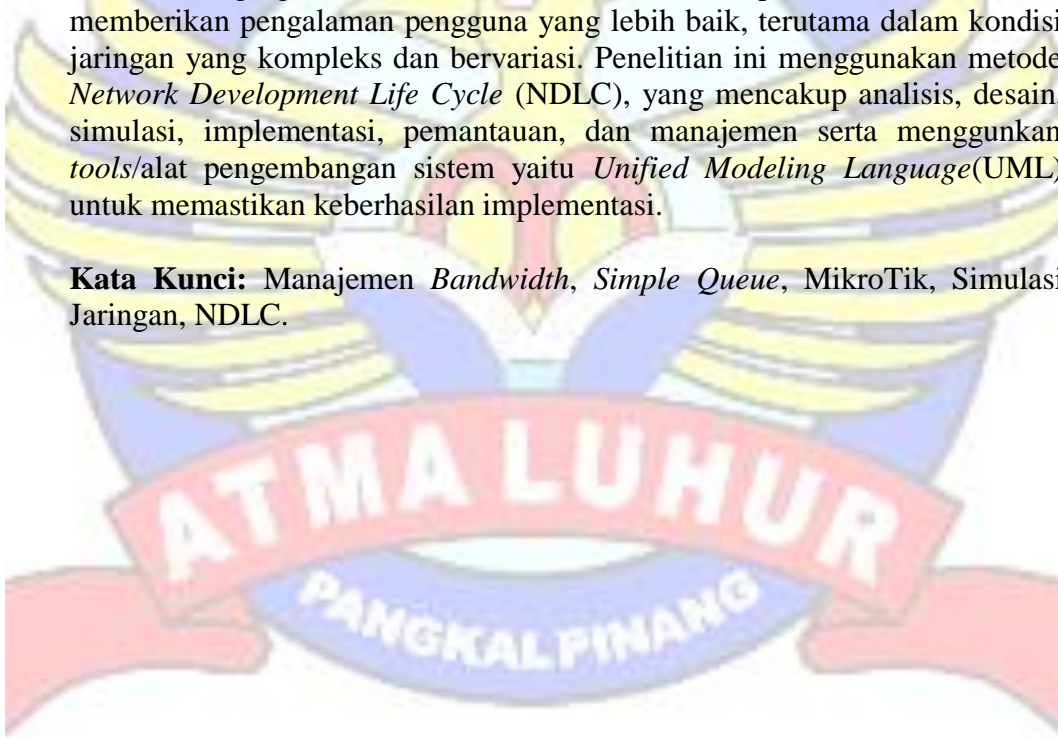 memberikan pengalaman pengguna yang lebih baik, terutama dalam kondisi
jaringan yang kompleks dan bervariasi. Penelitian ini menggunakan metode
Network Development Life Cycle (NDLC), yang mencakup analisis, desain,
simulasi, implementasi, pemantauan, dan manajemen serta menggunkan
tools/alat pengembangan sistem yaitu Unified Modeling Language(UML)
untuk memastikan keberhasilan implementasi.
Kata Kunci: Manajemen Bandwidth, Simple Queue, MikroTik, Simulasi
Jaringan, NDLC.
ATMA LUHUR
PANGKALPINANG